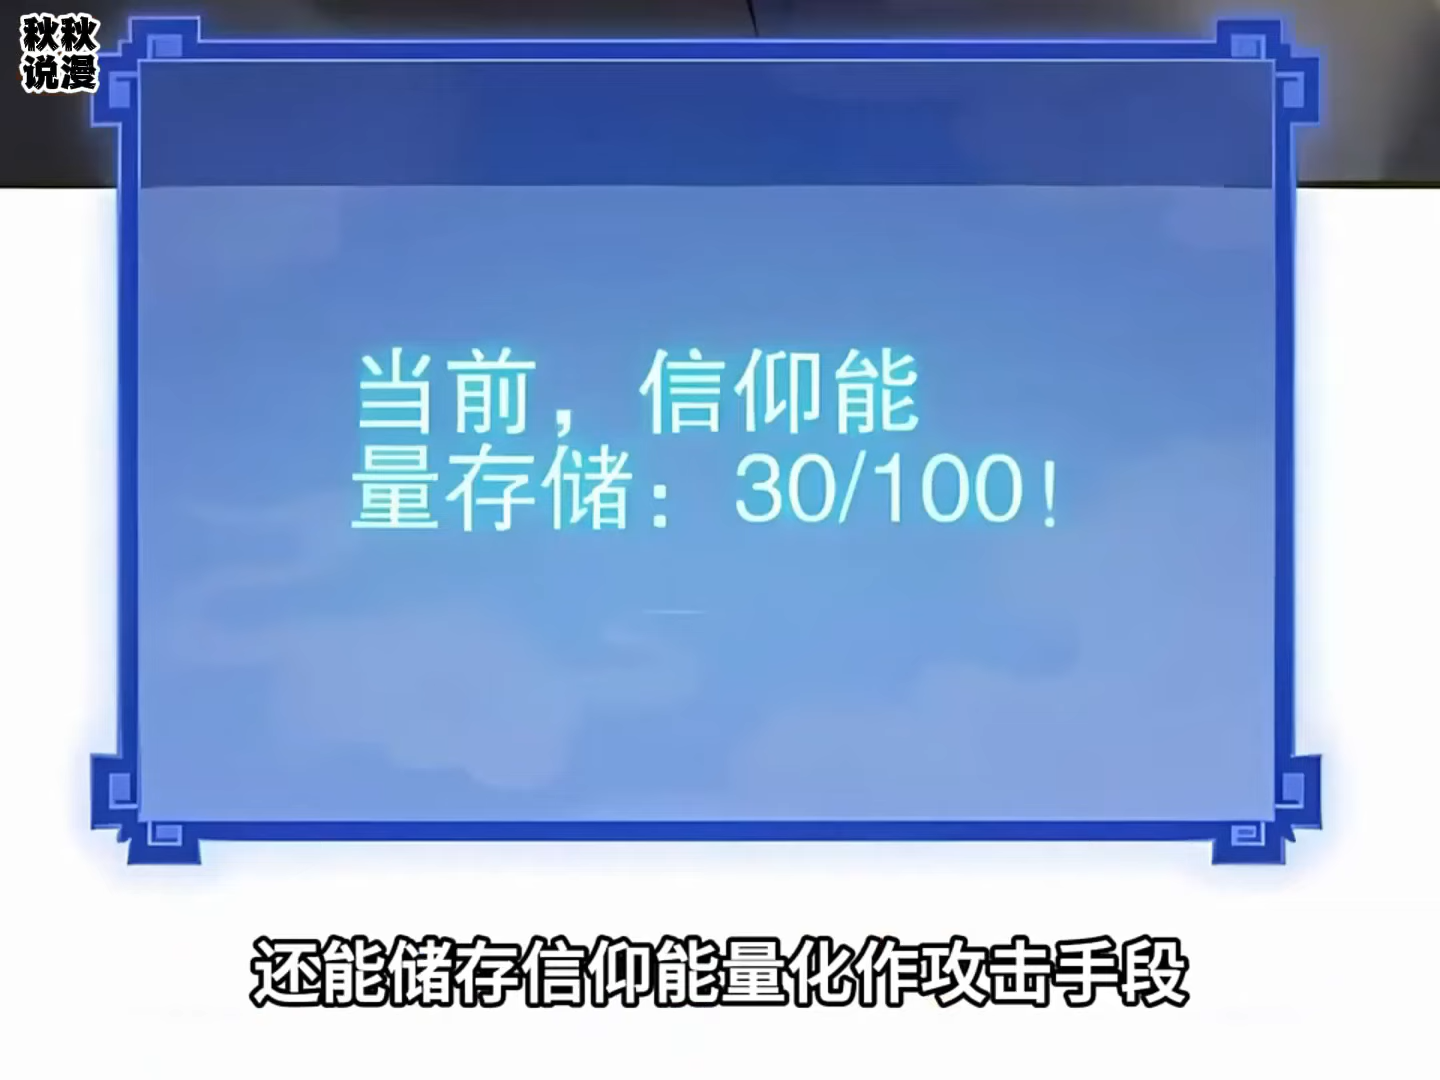 秋秋
说漫
当前，信仰能
量存储：30/100！
还能储存信仰能量化作攻击手段